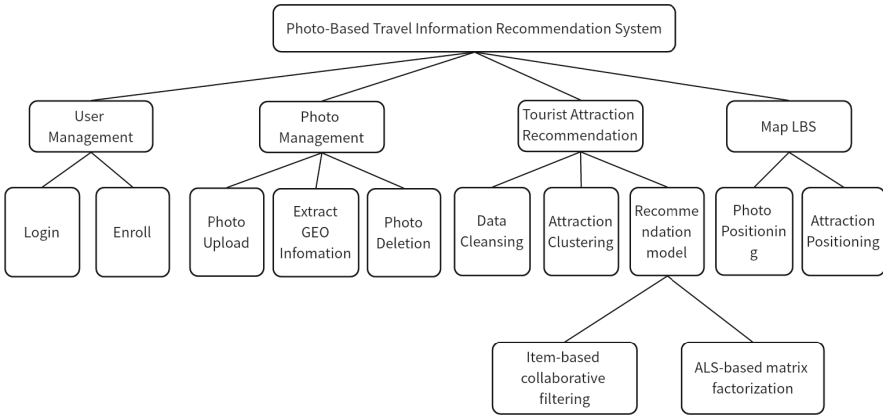 Photo-Based Travel Information Recommendation System
User
Management
Photo
Management
Tourist Attraction
Recommendation
Map LBS
Login
Enroll
Photo
Upload
Extract
GEO
Infomation
Photo
Deletion
Data
Cleansing
Attraction
Clustering
Recomme
ndation
model
Photo
Positionin
g
Attraction
Positioning
Item-based
collaborative
filtering
ALS-based matrix
factorization